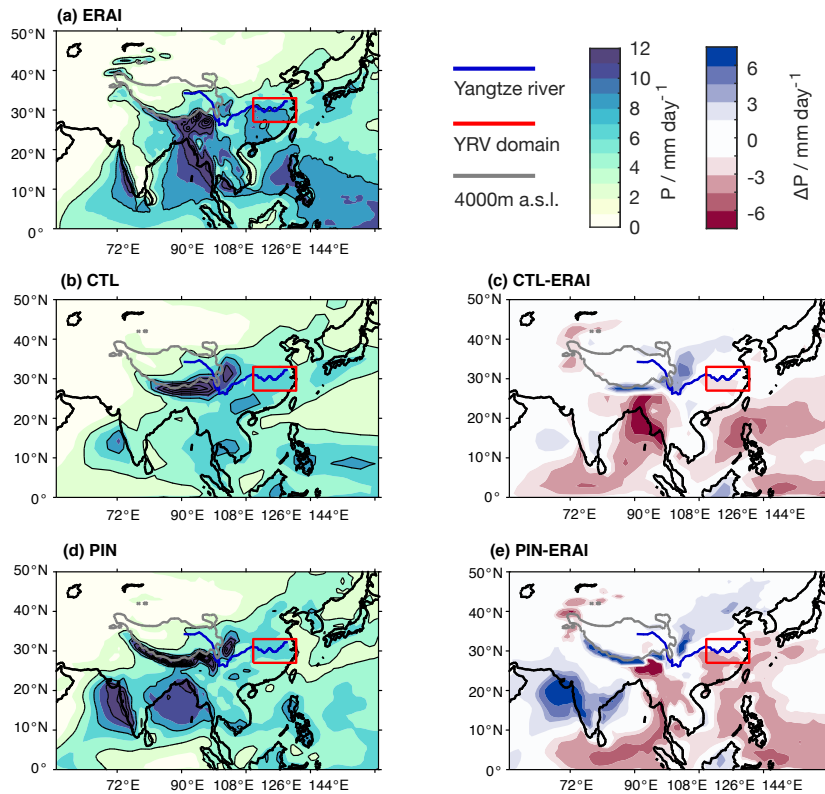 (a) ERAI
50°N
40°N
30°N
20°N
10°N
0°
72°E 90°E 108°E 126°E 144°E
Yangtze river
YRV domain
4000m a.s.l.
12
10
8
6
4
2
0
P / mm day⁻¹
6
3
0
-3
-6
ΔP / mm day⁻¹
(b) CTL
50°N
40°N
30°N
20°N
10°N
0°
72°E 90°E 108°E 126°E 144°E
(c) CTL-ERAI
50°N
40°N
30°N
20°N
10°N
0°
72°E 90°E 108°E 126°E 144°E
(d) PIN
50°N
40°N
30°N
20°N
10°N
0°
72°E 90°E 108°E 126°E 144°E
(e) PIN-ERAI
50°N
40°N
30°N
20°N
10°N
0°
72°E 90°E 108°E 126°E 144°E